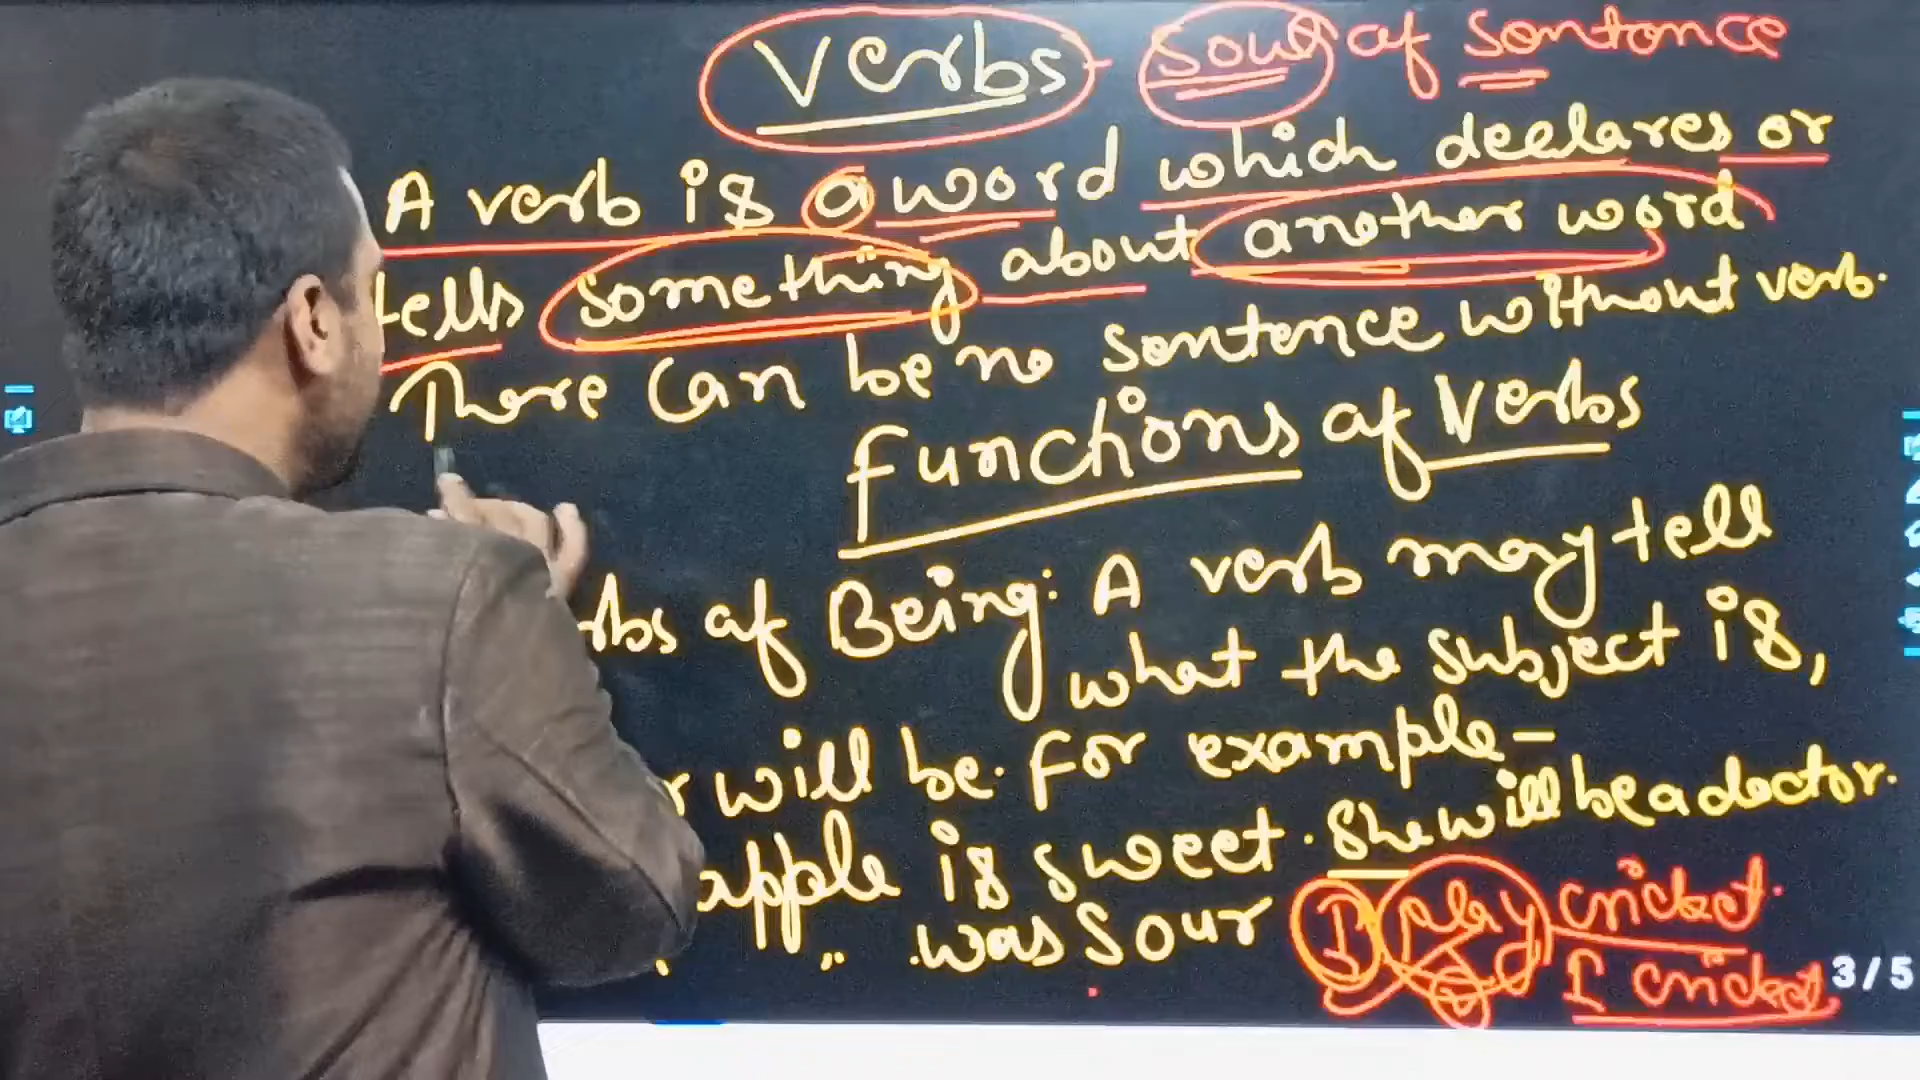 Verbs - Soul of Sentence
A verb is a word which declares or
tells something about another word
There can be no sentence without verb.
Functions of Verbs
rbs of Being: A verb may tell
what the subject is,
r will be. For example-
apple is sweet. She will be a doctor.
" was sour I play cricket.
I cricket
3/5